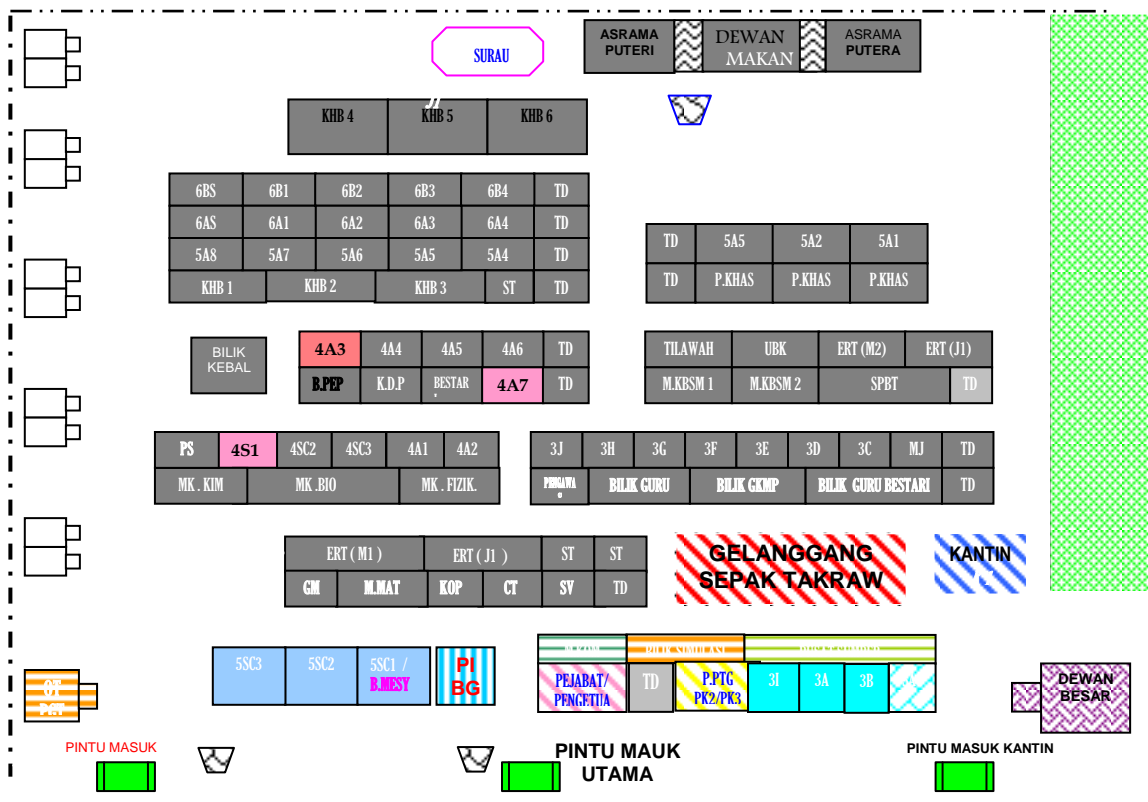 ASRAMA
PUTERI
DEWAN
MAKAN
ASRAMA
PUTERA
SURAU
KHB 4
KHB 5
KHB 6
6BS 6B1 6B2 6B3 6B4 TD
6AS 6A1 6A2 6A3 6A4 TD
5A8 5A7 5A6 5A5 5A4 TD
KHB 1 KHB 2 KHB 3 ST TD
TD 5A5 5A2 5A1
TD P.KHAS P.KHAS P.KHAS
BILIK
KEBAL
4A3 4A4 4A5 4A6 TD
B.PEP K.D.P BESTAR 4A7 TD
TILAWAH UBK ERT (M2) ERT (J1)
M.KBSM 1 M.KBSM 2 SPBT TD
PS 4S1 4SC2 4SC3 4A1 4A2
MK . KIM MK .BIO MK . FIZIK.
3J 3H 3G 3F 3E 3D 3C MJ TD
PENGAWA BILIK GURU BILIK GKMP BILIK GURU BESTARI TD
ERT ( M1 ) ERT ( J1 ) ST ST
GM M.MAT KOP CT SV TD
GELANGGANG
SEPAK TAKRAW
KANTIN
5SC3 5SC2 5SC1 /
B.MESY
PI
BG
BILIK SIMULASI
PEJABAT/
PENGETUA
TD
P.PTG
PK2/PK3
3I 3A 3B
DEWAN
BESAR
PINTU MASUK
PINTU MAUK
UTAMA
PINTU MASUK KANTIN